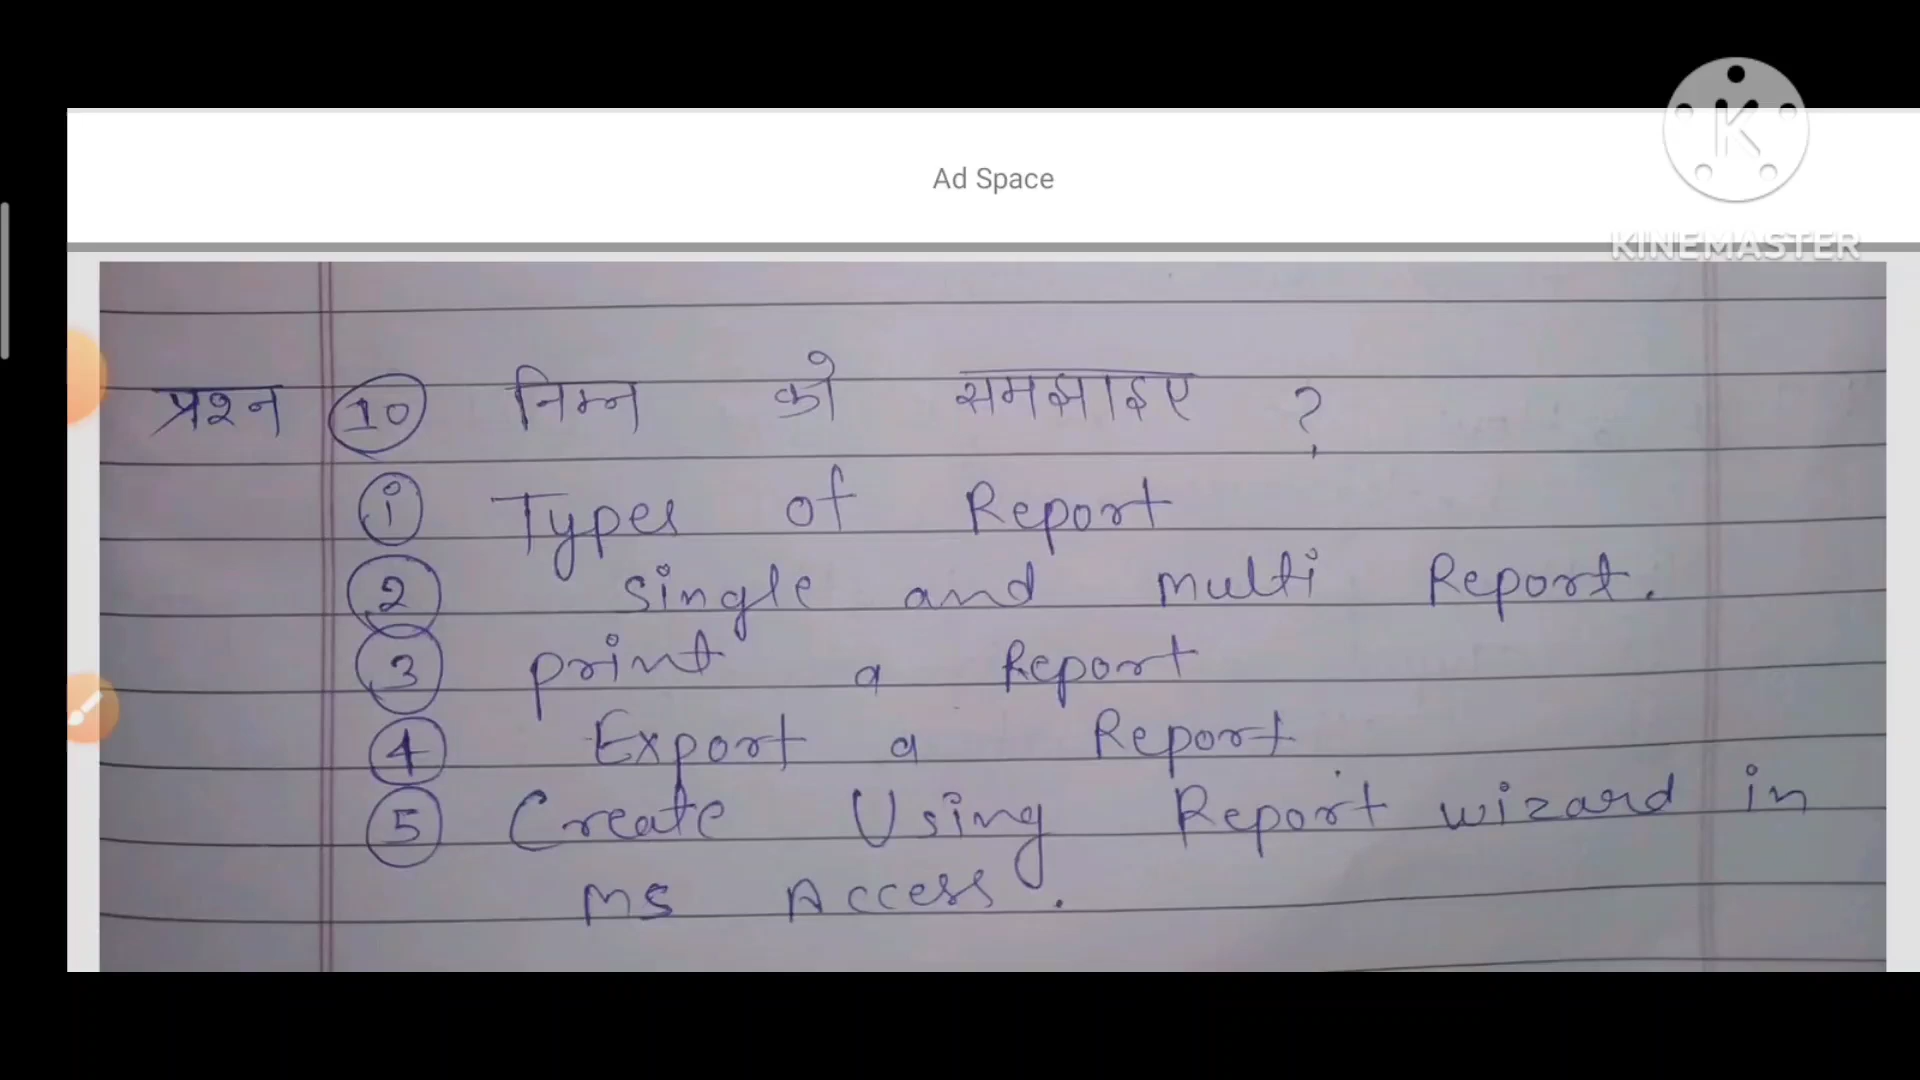 Ad Space
KINEMASTER
प्रश्न 10 निम्न को समझाइए ?
i Types of Report
2 single and multi Report.
3 print a Report
4 Export a Report
5 Create Using Report wizard in
MS Access.